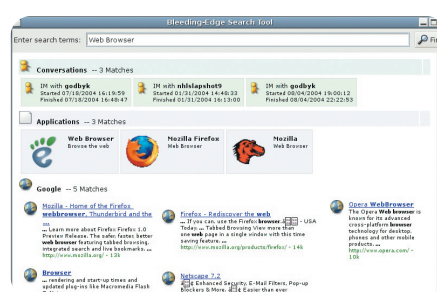 Bleeding-Edge Search Tool
Enter search terms: Web Browser
Conversations -- 3 Matches
IM with godbyk
Started 07/18/2004 16:19:59
Finished 07/18/2004 16:48:47
IM with nhlslapshot9
Started 01/31/2004 14:48:33
Finished 01/31/2004 16:13:00
IM with godbyk
Started 08/04/2004 19:00:12
Finished 08/04/2004 22:22:53
Applications -- 3 Matches
Web Browser
Browse the web
Mozilla Firefox
Web Browser
Mozilla
Web Browser
Google -- 5 Matches
Mozilla - Home of the Firefox
webbrowser, Thunderbird and the
...
... Learn more about Firefox Firefox 1.0
Preview Release. The safer, faster, better
web browser featuring tabbed browsing,
integrated search and live bookmarks. ...
http://www.mozilla.org/ - 13k
Firefox - Rediscover the web
... If you can, use the Firefox browser. - USA
Today. ... Tabbed Browsing View more than
one web page in a single window with this time
saving feature. ...
http://www.mozilla.org/products/firefox/ - 14k
Opera WebBrowser
The Opera Web Browser is
known for its advanced
cross-platform browser
technology for desktop,
phones and other mobile
products. ...
http://www.opera.com/ -
10k
Browser
... rendering and start-up times and
updated plug-ins like Macromedia Flash
Netscape 7.2
... Enhanced Security. E-Mail Filters, Pop-up
Blockers & More. Easier than ever